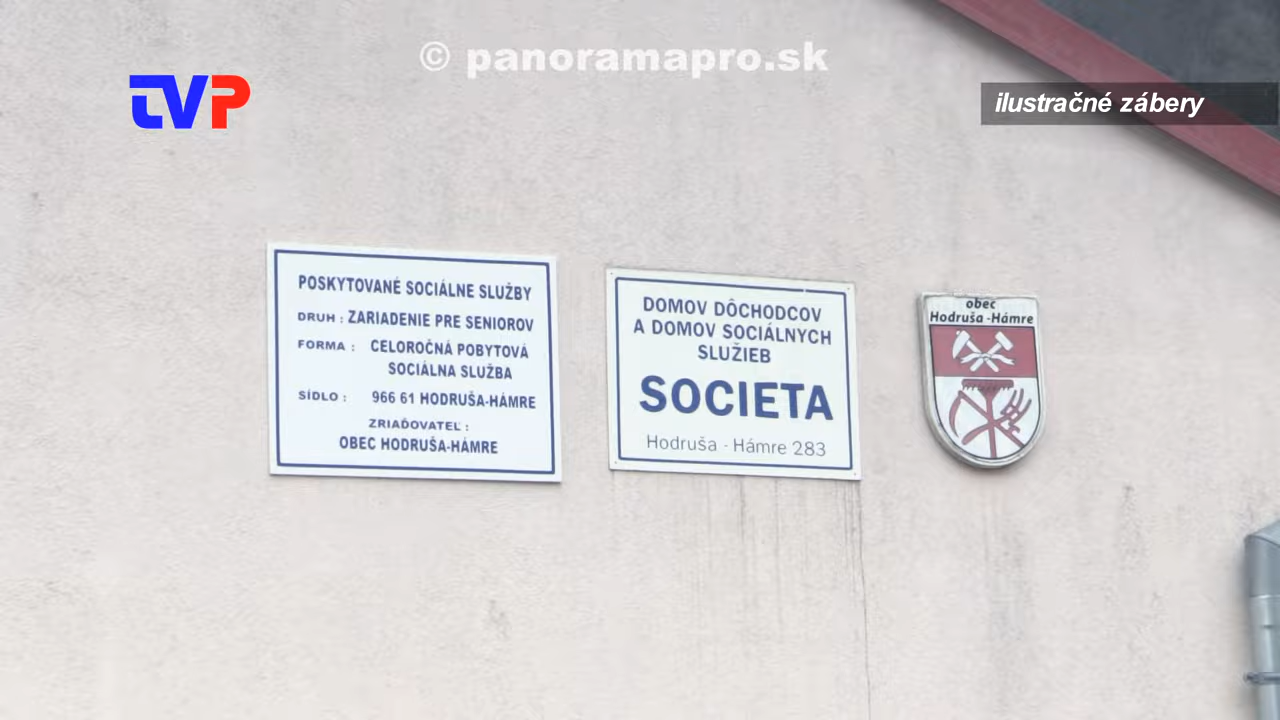 © panoramapro.sk
TVP
ilustračné zábery
POSKYTOVANÉ SOCIÁLNE SLUŽBY
DRUH : ZARIADENIE PRE SENIOROV
FORMA : CELOROČNÁ POBYTOVÁ
SOCIÁLNA SLUŽBA
SÍDLO : 966 61 HODRUŠA-HÁMRE
ZRIAĎOVATEĽ :
OBEC HODRUŠA-HÁMRE
DOMOV DÔCHODCOV
A DOMOV SOCIÁLNYCH
SLUŽIEB
SOCIETA
Hodruša - Hámre 283
obec
Hodruša -Hámre